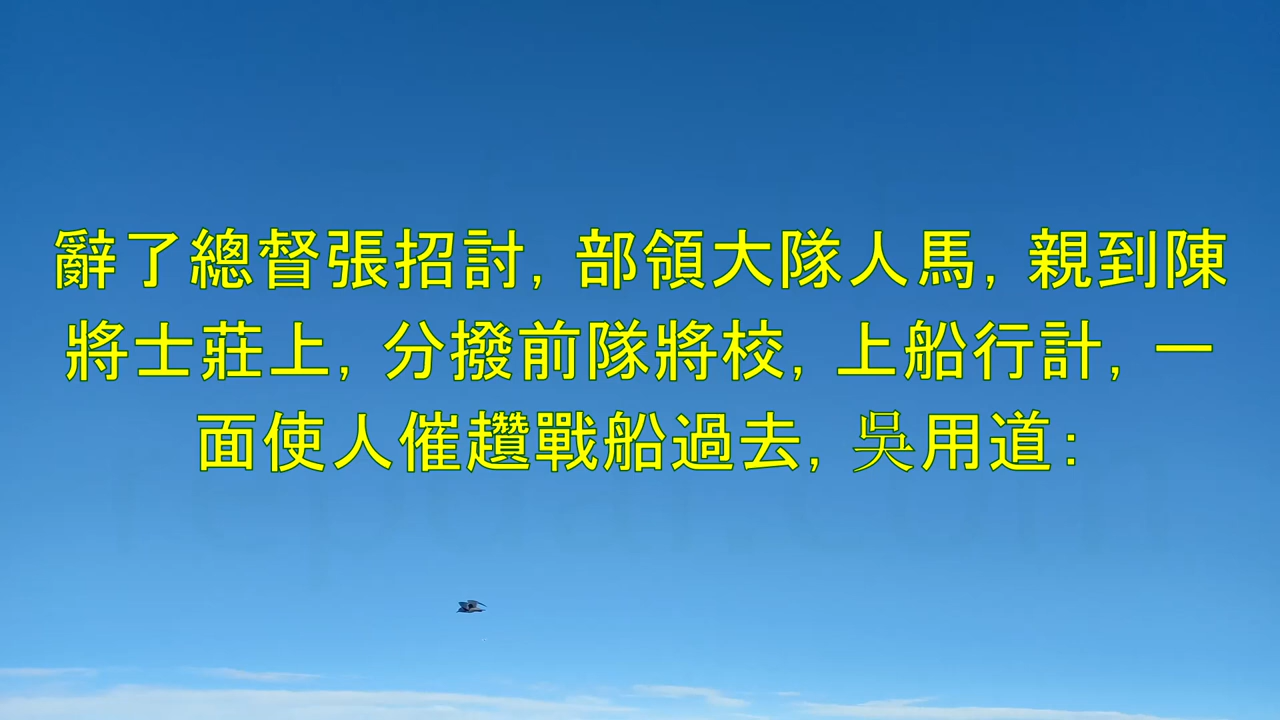 辭了總督張招討, 部領大隊人馬, 親到陳
將士莊上, 分撥前隊將校, 上船行計, 一
面使人催趲戰船過去, 吳用道: